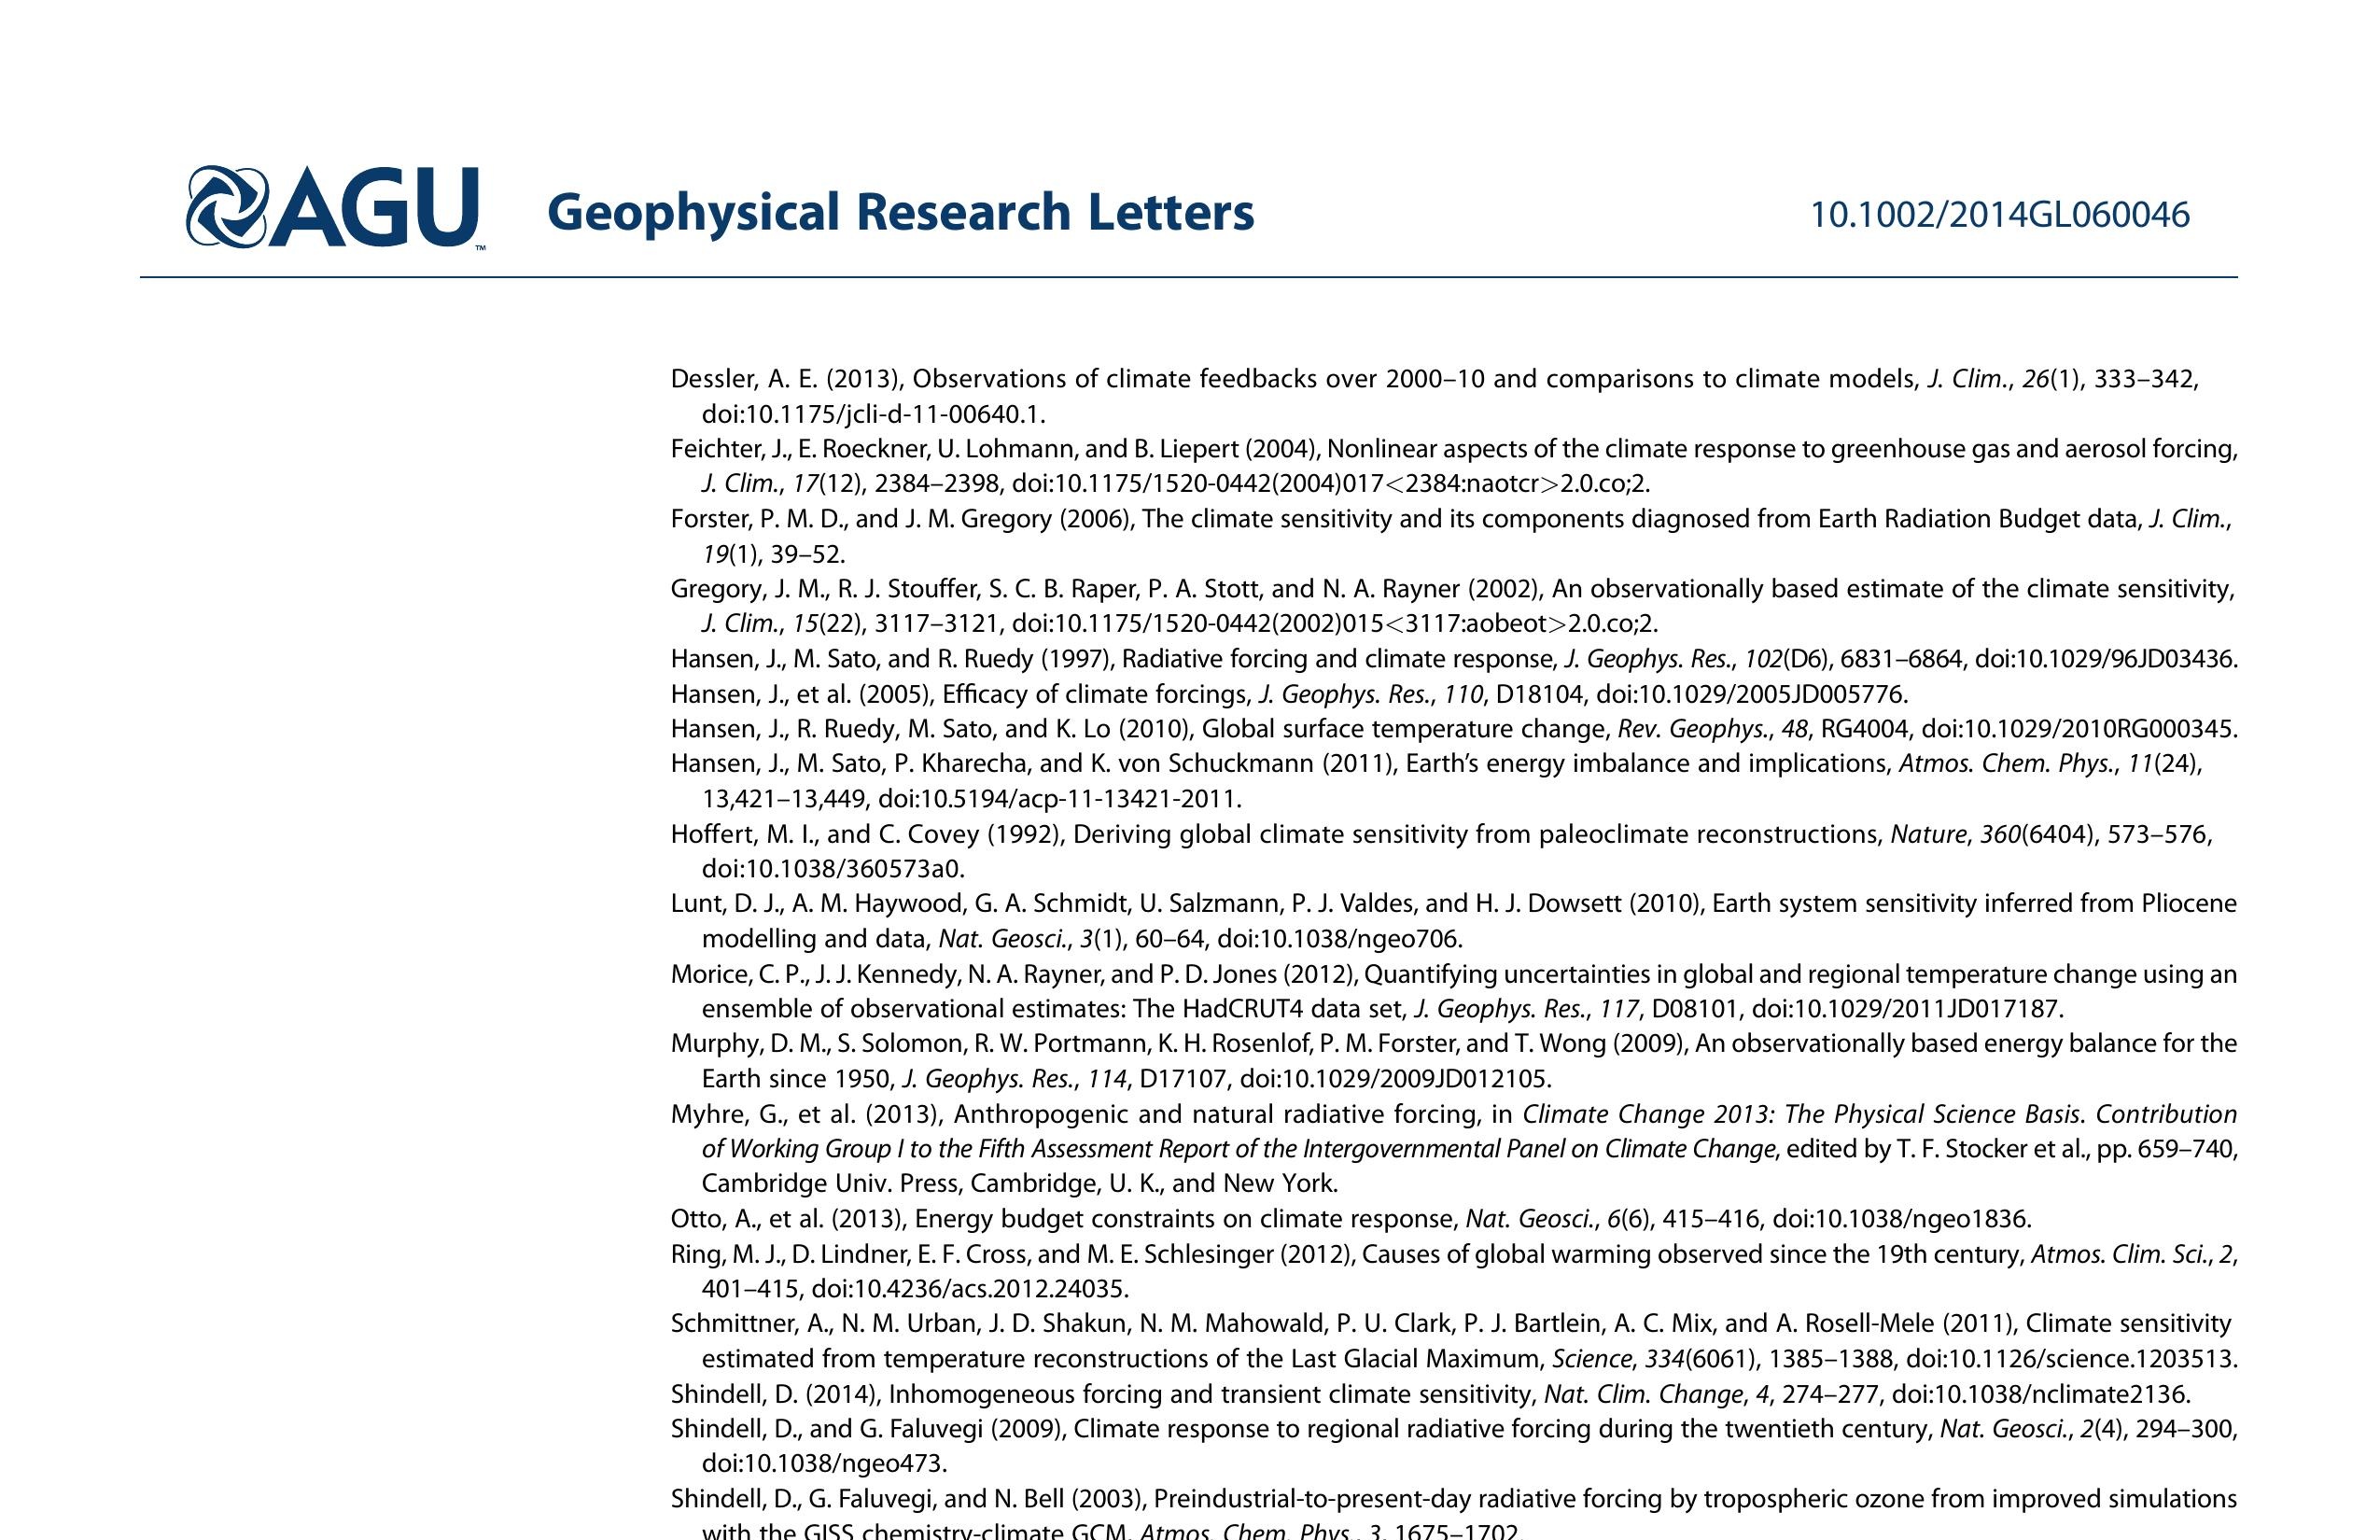 AGU™ Geophysical Research Letters 10.1002/2014GL060046
Dessler, A. E. (2013), Observations of climate feedbacks over 2000–10 and comparisons to climate models, J. Clim., 26(1), 333–342,
doi:10.1175/jcli-d-11-00640.1.
Feichter, J., E. Roeckner, U. Lohmann, and B. Liepert (2004), Nonlinear aspects of the climate response to greenhouse gas and aerosol forcing,
J. Clim., 17(12), 2384–2398, doi:10.1175/1520-0442(2004)017<2384:naotcr>2.0.co;2.
Forster, P. M. D., and J. M. Gregory (2006), The climate sensitivity and its components diagnosed from Earth Radiation Budget data, J. Clim.,
19(1), 39–52.
Gregory, J. M., R. J. Stouffer, S. C. B. Raper, P. A. Stott, and N. A. Rayner (2002), An observationally based estimate of the climate sensitivity,
J. Clim., 15(22), 3117–3121, doi:10.1175/1520-0442(2002)015<3117:aobeot>2.0.co;2.
Hansen, J., M. Sato, and R. Ruedy (1997), Radiative forcing and climate response, J. Geophys. Res., 102(D6), 6831–6864, doi:10.1029/96JD03436.
Hansen, J., et al. (2005), Efficacy of climate forcings, J. Geophys. Res., 110, D18104, doi:10.1029/2005JD005776.
Hansen, J., R. Ruedy, M. Sato, and K. Lo (2010), Global surface temperature change, Rev. Geophys., 48, RG4004, doi:10.1029/2010RG000345.
Hansen, J., M. Sato, P. Kharecha, and K. von Schuckmann (2011), Earth’s energy imbalance and implications, Atmos. Chem. Phys., 11(24),
13,421–13,449, doi:10.5194/acp-11-13421-2011.
Hoffert, M. I., and C. Covey (1992), Deriving global climate sensitivity from paleoclimate reconstructions, Nature, 360(6404), 573–576,
doi:10.1038/360573a0.
Lunt, D. J., A. M. Haywood, G. A. Schmidt, U. Salzmann, P. J. Valdes, and H. J. Dowsett (2010), Earth system sensitivity inferred from Pliocene
modelling and data, Nat. Geosci., 3(1), 60–64, doi:10.1038/ngeo706.
Morice, C. P., J. J. Kennedy, N. A. Rayner, and P. D. Jones (2012), Quantifying uncertainties in global and regional temperature change using an
ensemble of observational estimates: The HadCRUT4 data set, J. Geophys. Res., 117, D08101, doi:10.1029/2011JD017187.
Murphy, D. M., S. Solomon, R. W. Portmann, K. H. Rosenlof, P. M. Forster, and T. Wong (2009), An observationally based energy balance for the
Earth since 1950, J. Geophys. Res., 114, D17107, doi:10.1029/2009JD012105.
Myhre, G., et al. (2013), Anthropogenic and natural radiative forcing, in Climate Change 2013: The Physical Science Basis. Contribution
of Working Group I to the Fifth Assessment Report of the Intergovernmental Panel on Climate Change, edited by T. F. Stocker et al., pp. 659–740,
Cambridge Univ. Press, Cambridge, U. K., and New York.
Otto, A., et al. (2013), Energy budget constraints on climate response, Nat. Geosci., 6(6), 415–416, doi:10.1038/ngeo1836.
Ring, M. J., D. Lindner, E. F. Cross, and M. E. Schlesinger (2012), Causes of global warming observed since the 19th century, Atmos. Clim. Sci., 2,
401–415, doi:10.4236/acs.2012.24035.
Schmittner, A., N. M. Urban, J. D. Shakun, N. M. Mahowald, P. U. Clark, P. J. Bartlein, A. C. Mix, and A. Rosell-Mele (2011), Climate sensitivity
estimated from temperature reconstructions of the Last Glacial Maximum, Science, 334(6061), 1385–1388, doi:10.1126/science.1203513.
Shindell, D. (2014), Inhomogeneous forcing and transient climate sensitivity, Nat. Clim. Change, 4, 274–277, doi:10.1038/nclimate2136.
Shindell, D., and G. Faluvegi (2009), Climate response to regional radiative forcing during the twentieth century, Nat. Geosci., 2(4), 294–300,
doi:10.1038/ngeo473.
Shindell, D., G. Faluvegi, and N. Bell (2003), Preindustrial-to-present-day radiative forcing by tropospheric ozone from improved simulations
with the GISS chemistry-climate GCM, Atmos. Chem. Phys., 3, 1675–1702.